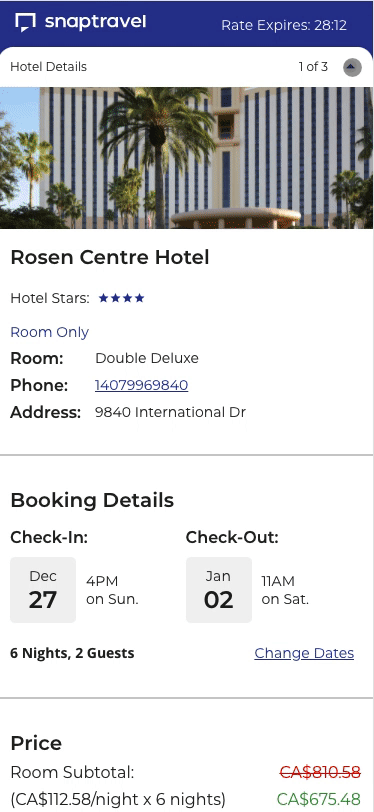 snaptravel
Rate Expires: 28:12
Hotel Details
1 of 3
Rosen Centre Hotel
Hotel Stars:
Room Only
Room: Double Deluxe
Phone: 14079969840
Address: 9840 International Dr
Booking Details
Check-In: Check-Out:
Dec 27 4PM on Sun.
Jan 02 11AM on Sat.
6 Nights, 2 Guests Change Dates
Price
Room Subtotal: CA$810.58
(CA$112.58/night x 6 nights) CA$675.48